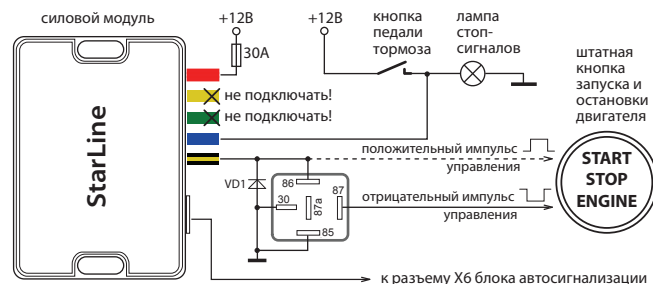 силовой модуль
+12В
+12В
кнопка
педали
тормоза
лампа
стоп-
сигналов
30А
штатная
кнопка
запуска и
остановки
двигателя
не подключать!
не подключать!
StarLine
положительный импульс
управления
START
STOP
ENGINE
VD1
86
87
30
87a
85
отрицательный импульс
управления
к разъему X6 блока автосигнализации